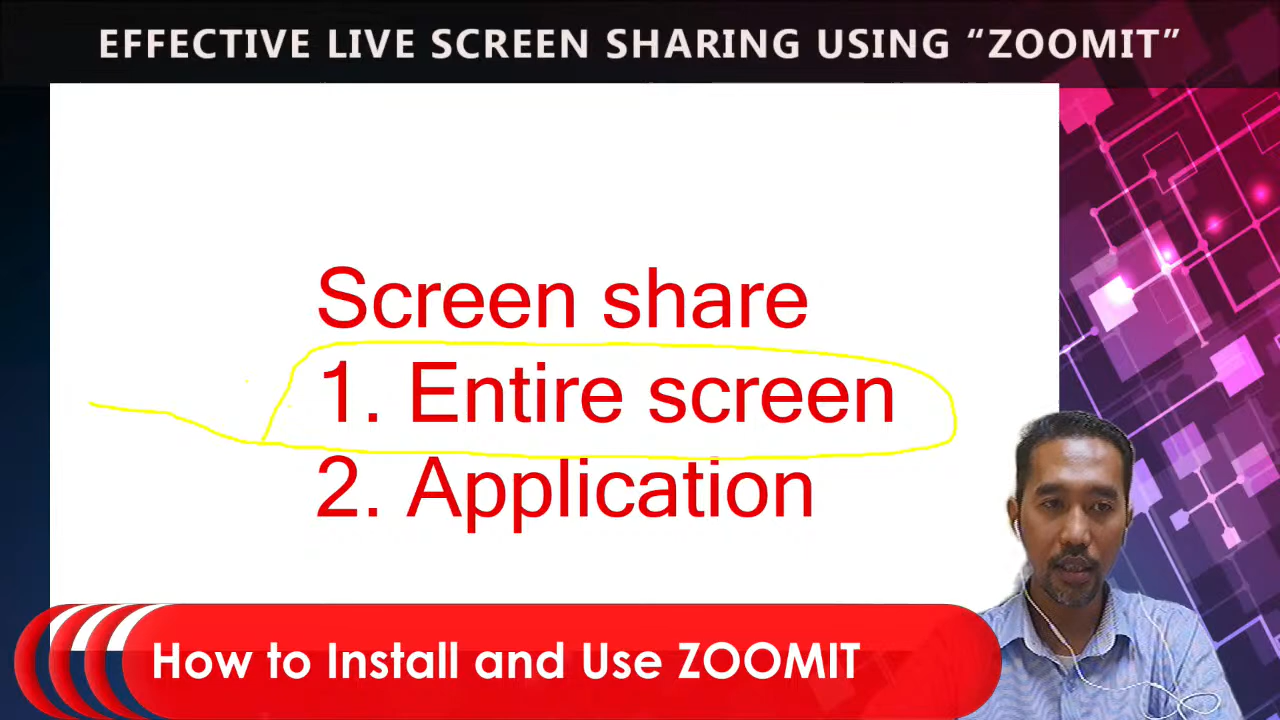 EFFECTIVE LIVE SCREEN SHARING USING “ZOOMIT”
Screen share
1. Entire screen
2. Application
How to Install and Use ZOOMIT